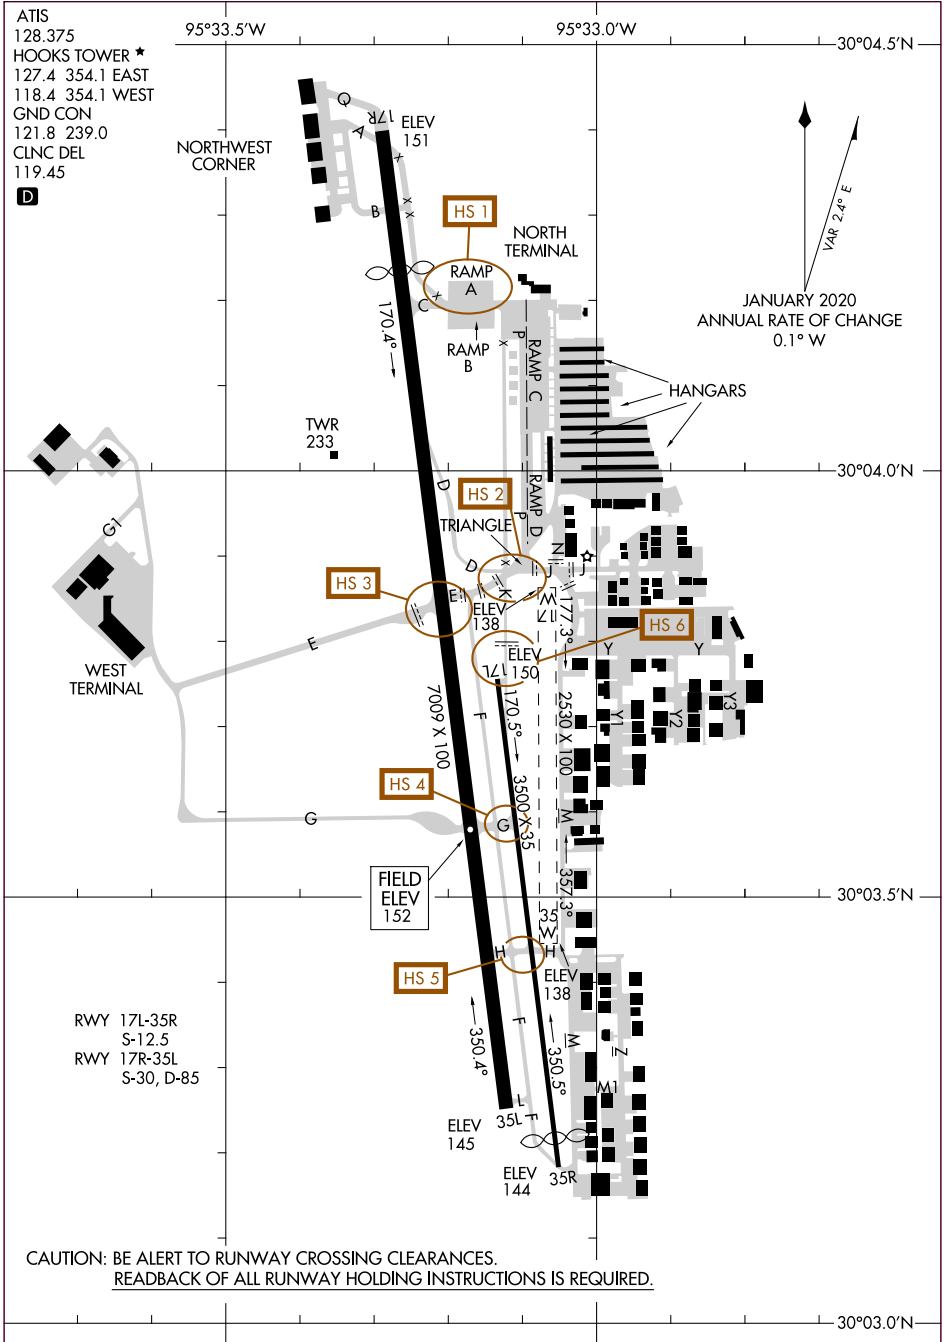 ATIS
128.375
HOOKS TOWER ★
127.4 354.1 EAST
118.4 354.1 WEST
GND CON
121.8 239.0
CLNC DEL
119.45
D
95°33.5'W
95°33.0'W
30°04.5'N
Q
A
17R
ELEV
151
x
NORTHWEST
CORNER
B
x
x
HS 1
NORTH
TERMINAL
VAR 2.4° E
RAMP
A
x
C
170.4°
RAMP
B
x
P
RAMP C
JANUARY 2020
ANNUAL RATE OF CHANGE
0.1° W
HANGARS
TWR
233
30°04.0'N
D
HS 2
P
RAMP D
TRIANGLE
G1
N
D
x
J
J
K
HS 3
E
ELEV
138
17
W
177.3°
HS 6
E
ELEV
150
17L
Y
Y
WEST
TERMINAL
7009 X 100
F
170.5°
2530 X 100
Y1
Y2
Y3
HS 4
3500 X 35
G
G
M
FIELD
ELEV
152
357.3°
30°03.5'N
35
W
H
H
HS 5
ELEV
138
RWY 17L-35R
S-12.5
RWY 17R-35L
S-30, D-85
350.4°
F
350.5°
M
Z
M1
L
F
35L
ELEV
145
ELEV
144
35R
CAUTION: BE ALERT TO RUNWAY CROSSING CLEARANCES.
READBACK OF ALL RUNWAY HOLDING INSTRUCTIONS IS REQUIRED.
30°03.0'N